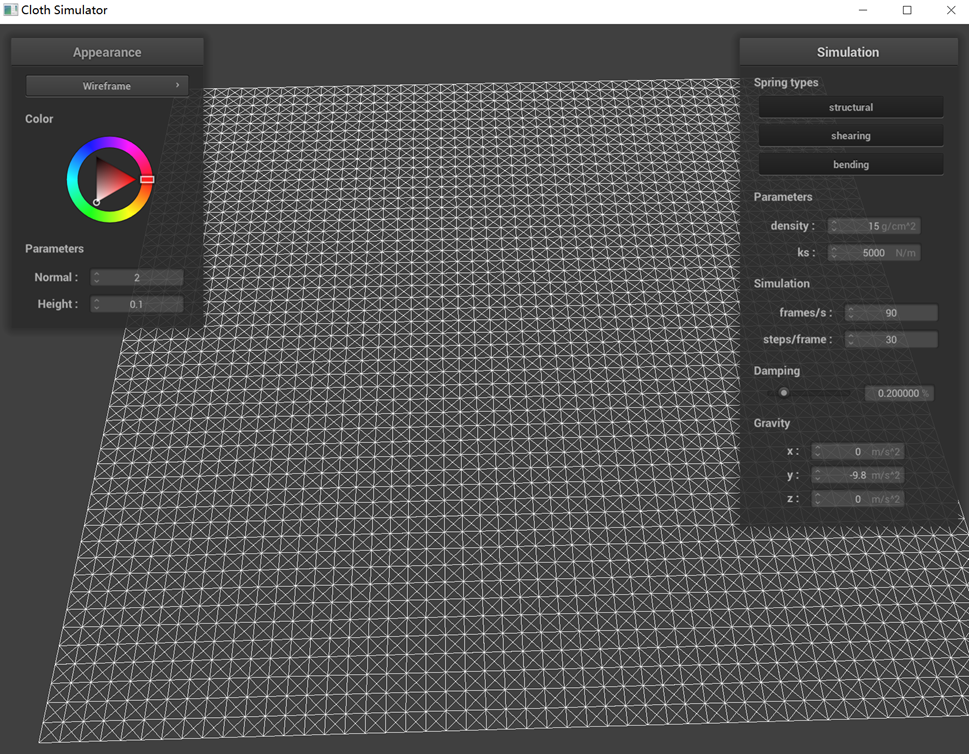 Cloth Simulator
Appearance
Wireframe
Color
Parameters
Normal : 2
Height : 0.1
Simulation
Spring types
structural
shearing
bending
Parameters
density : 15 g/cm^2
ks : 5000 N/m
Simulation
frames/s : 90
steps/frame : 30
Damping
0.200000 %
Gravity
x : 0 m/s^2
y : -9.8 m/s^2
z : 0 m/s^2